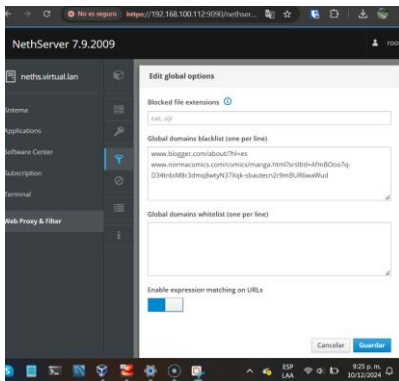 No es seguro https://192.168.100.112:9090/nethser...
NetHServer 7.9.2009
roo
neths.virtual.lan
Sistema
Applications
Software Center
Subscription
Terminal
Web Proxy & Filter
Edit global options
Blocked file extensions
exe, zip
Global domains blacklist (one per line)
www.blogger.com/about/?hl=es
www.normacomics.com/comics/manga.html?srsltid=AfmBOoo7q-
Global domains whitelist (one per line)
Enable expression matching on URLs
Cancelar Guardar
ESP
LAA
9:25 p. m.
10/12/2024